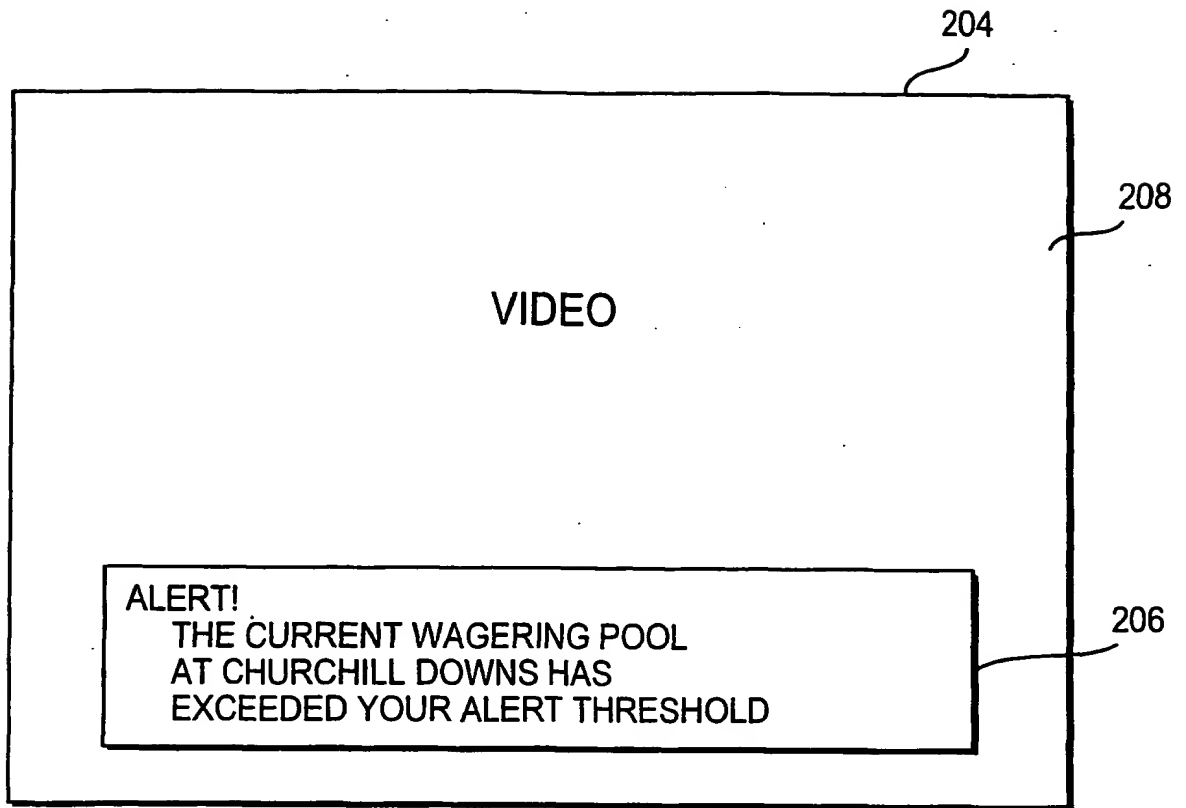 204
208
VIDEO
ALERT!
THE CURRENT WAGERING POOL
AT CHURCHILL DOWNS HAS
EXCEEDED YOUR ALERT THRESHOLD
206